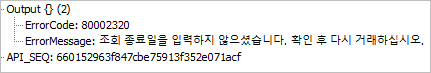 Output {} (2)
ErrorCode: 80002320
ErrorMessage: 조회 종료일을 입력하지 않으셨습니다. 확인 후 다시 거래하십시오.
API_SEQ: 660152963f847cbe75913f352e071acf